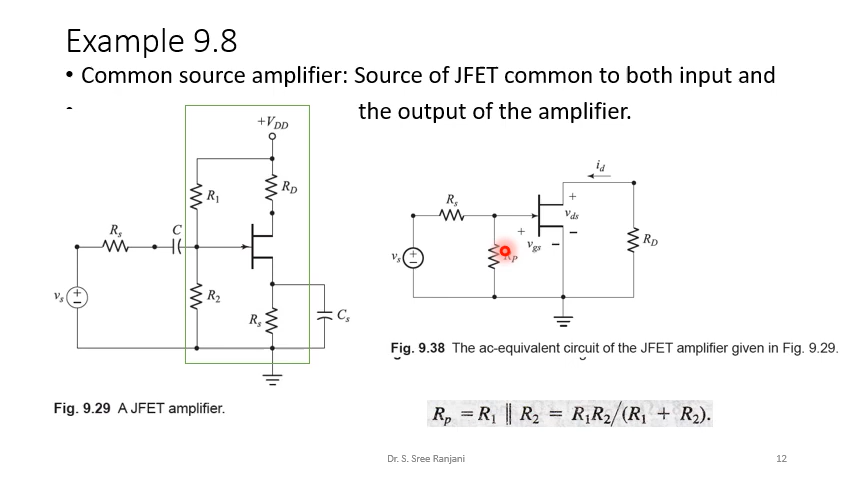 Example 9.8
• Common source amplifier: Source of JFET common to both input and
the output of the amplifier.
+VDD
R1
RD
Rs
C
vs
R2
Rs
Cs
Fig. 9.29 A JFET amplifier.
id
Rs
+
vds
−
+
vgs
−
vs
Rp
RD
Fig. 9.38 The ac-equivalent circuit of the JFET amplifier given in Fig. 9.29.
Rp = R1 || R2 = R1R2/(R1 + R2).
Dr. S. Sree Ranjani
12